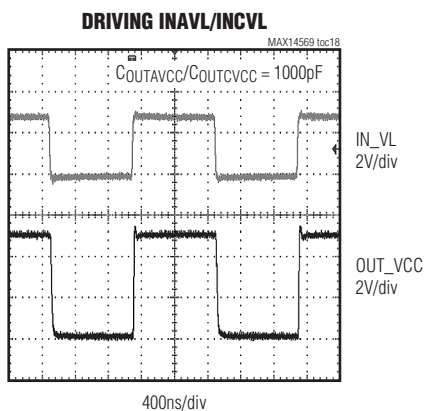 DRIVING INAVL/INCVL
MAX14569 toc18
COUTAVCC/COUTCVCC = 1000pF
IN_VL
2V/div
OUT_VCC
2V/div
400ns/div